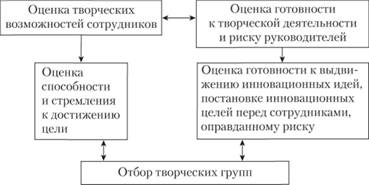 Оценка творческих
возможностей сотрудников
Оценка готовности
к творческой деятельности
и риску руководителей
Оценка
способности
и стремления
к достижению
цели
Оценка готовности к выдви-
жению инновационных идей,
постановке инновационных
целей перед сотрудниками,
оправданному риску
Отбор творческих групп